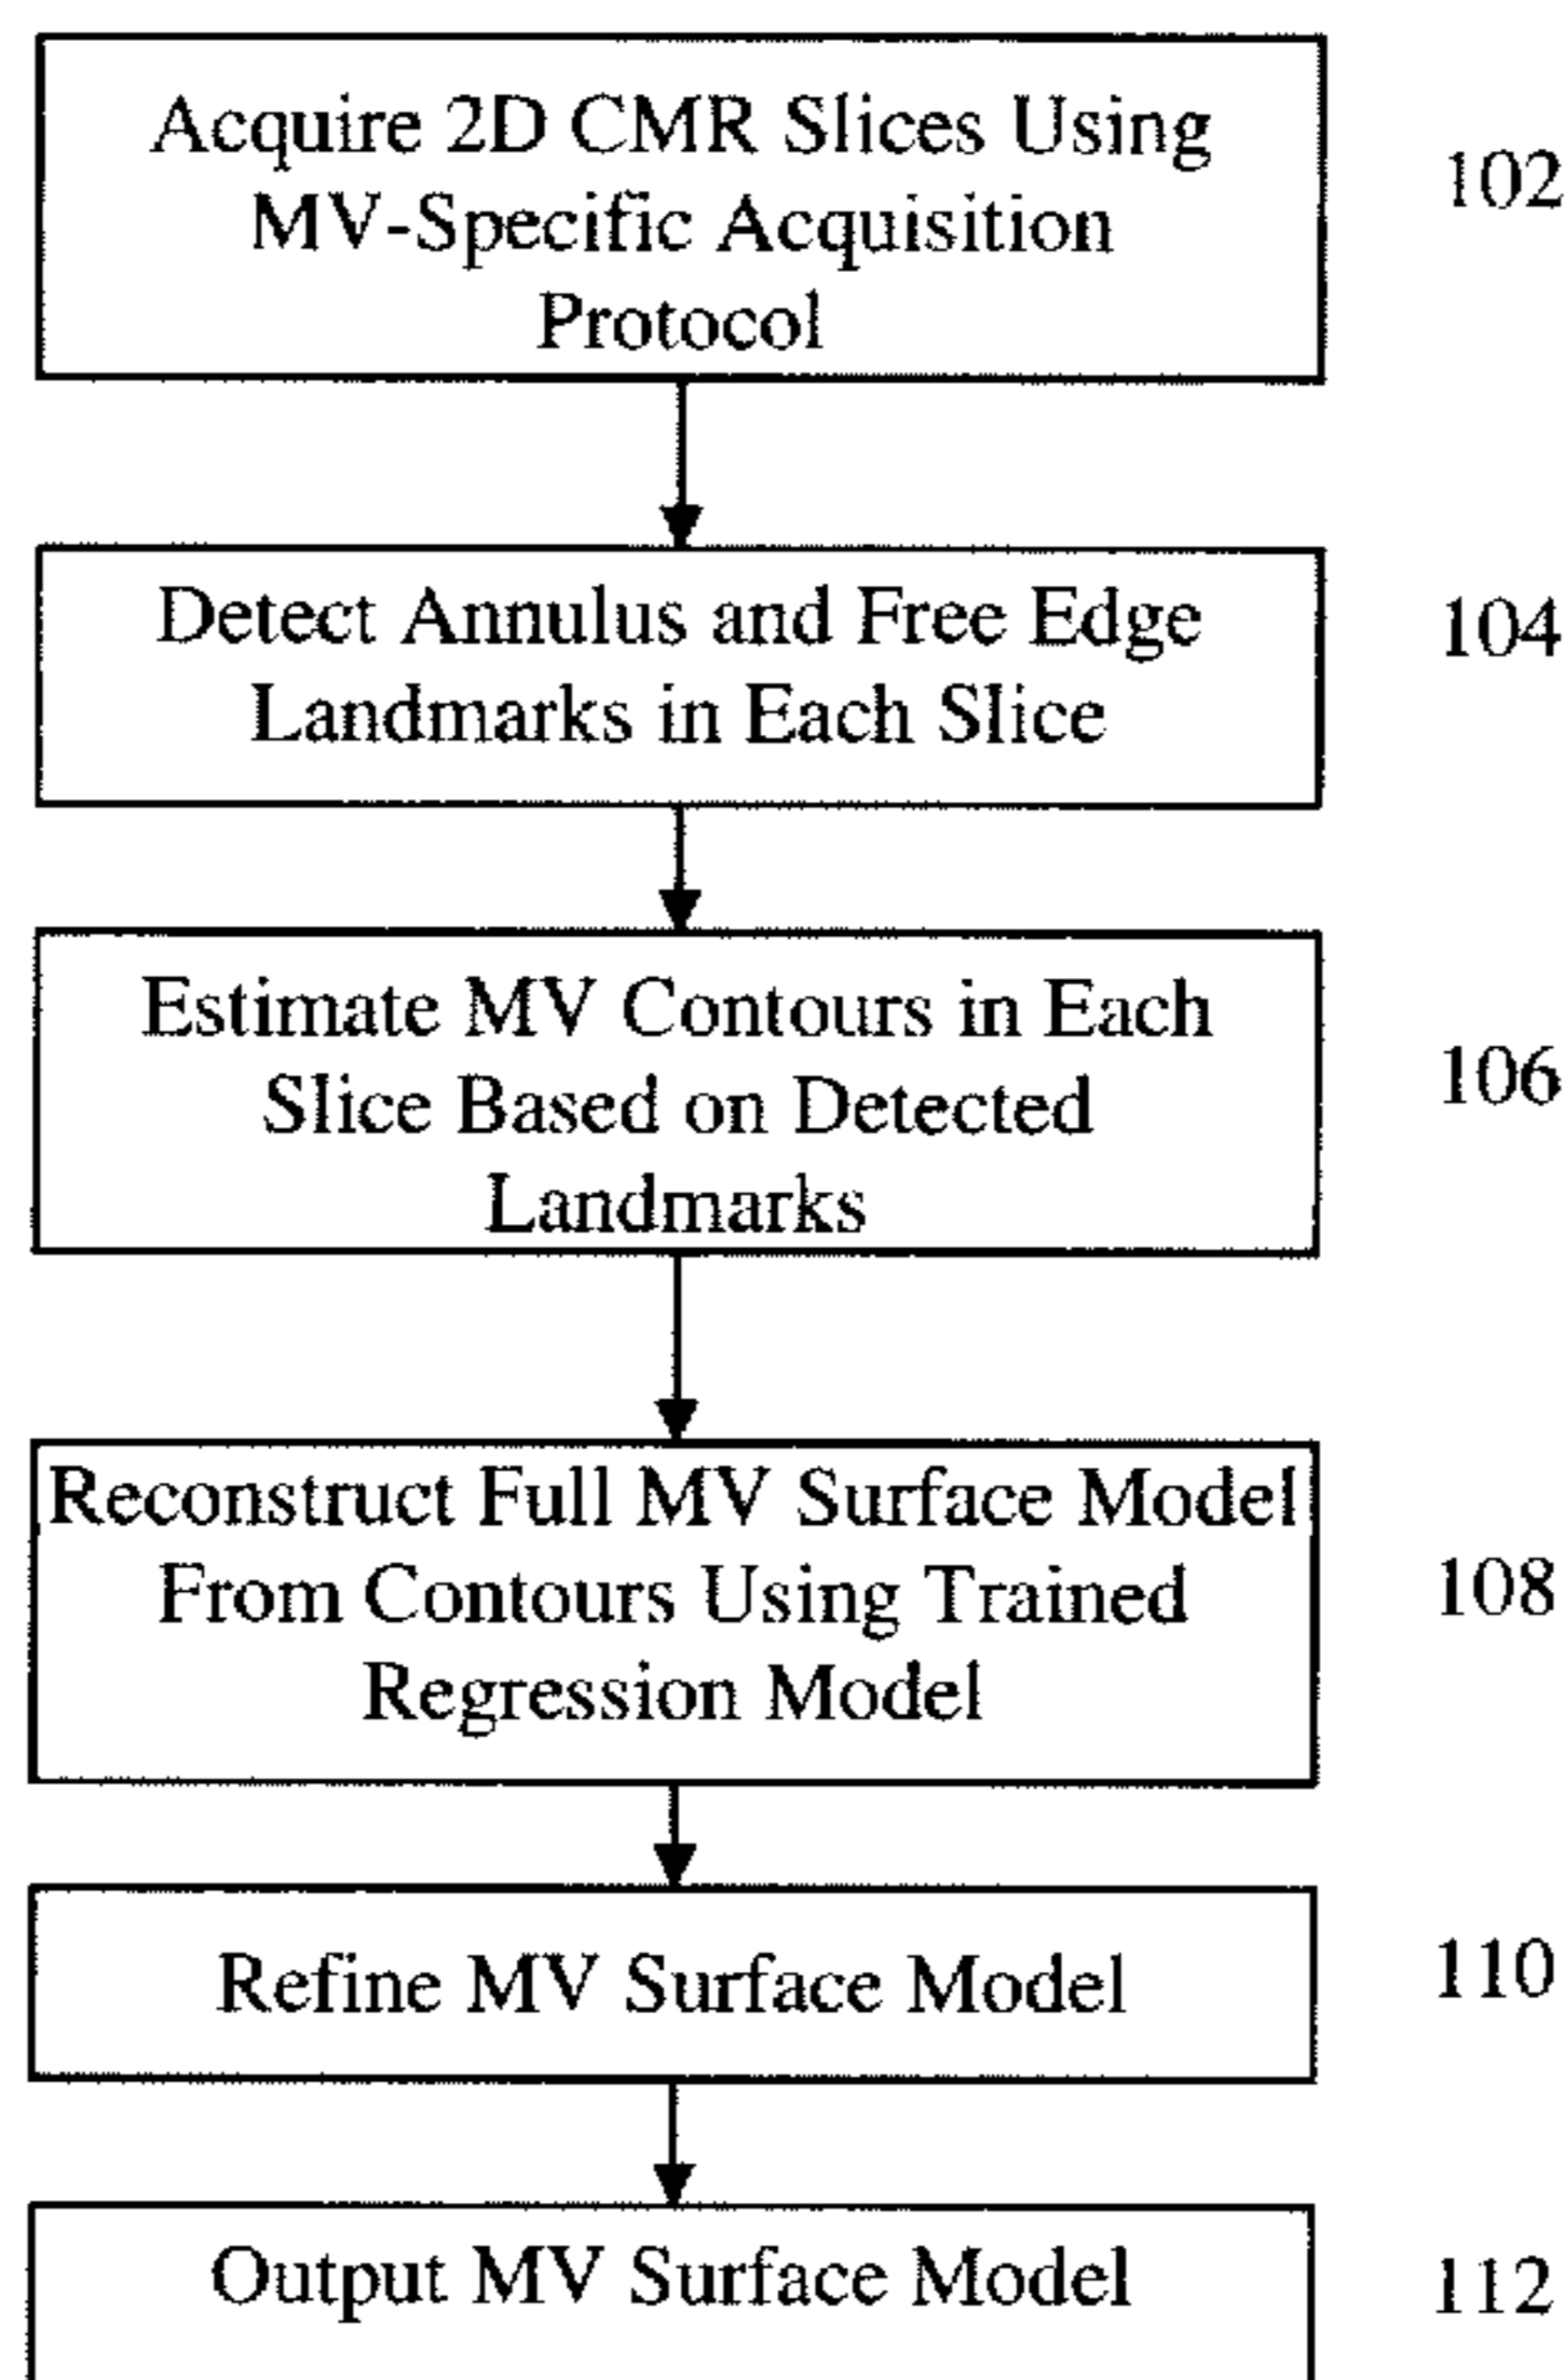 Acquire 2D CMR Slices Using
MV-Specific Acquisition
Protocol
102
Detect Annulus and Free Edge
Landmarks in Each Slice
104
Estimate MV Contours in Each
Slice Based on Detected
Landmarks
106
Reconstruct Full MV Surface Model
From Contours Using Trained
Regression Model
108
Refine MV Surface Model
110
Output MV Surface Model
112